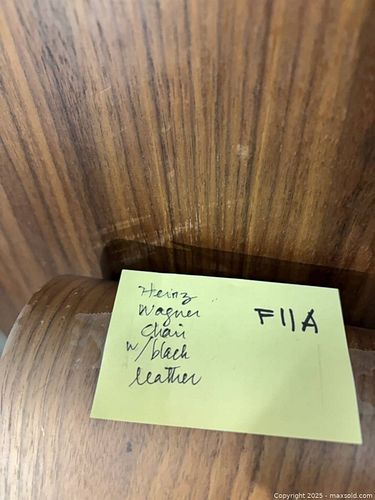 Heinz
Wagner
Chair
w/black
leather
F11A
Copyright © 2025 - maxsold.com